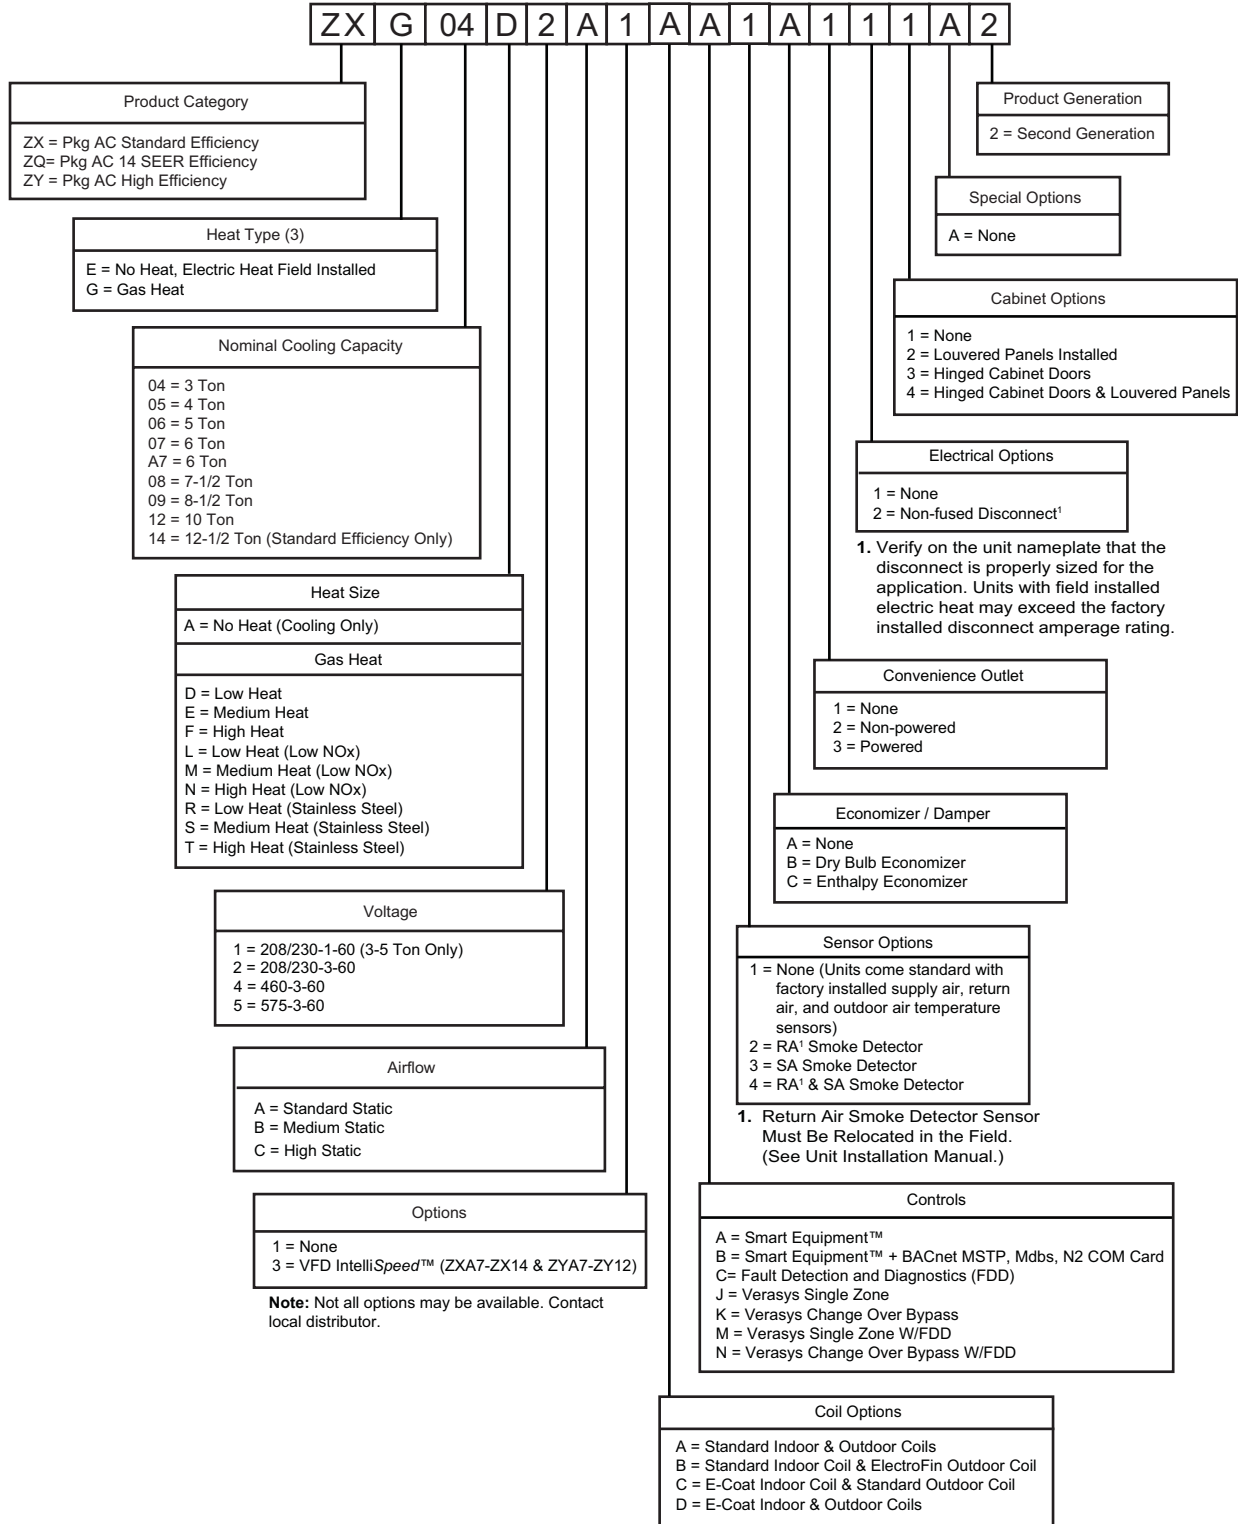 ZX G 04 D 2 A 1 A A 1 A 1 1 1 A 2
Product Category
ZX = Pkg AC Standard Efficiency
ZQ= Pkg AC 14 SEER Efficiency
ZY = Pkg AC High Efficiency
Heat Type (3)
E = No Heat, Electric Heat Field Installed
G = Gas Heat
Nominal Cooling Capacity
04 = 3 Ton
05 = 4 Ton
06 = 5 Ton
07 = 6 Ton
A7 = 6 Ton
08 = 7-1/2 Ton
09 = 8-1/2 Ton
12 = 10 Ton
14 = 12-1/2 Ton (Standard Efficiency Only)
Heat Size
A = No Heat (Cooling Only)
Gas Heat
D = Low Heat
E = Medium Heat
F = High Heat
L = Low Heat (Low NOx)
M = Medium Heat (Low NOx)
N = High Heat (Low NOx)
R = Low Heat (Stainless Steel)
S = Medium Heat (Stainless Steel)
T = High Heat (Stainless Steel)
Voltage
1 = 208/230-1-60 (3-5 Ton Only)
2 = 208/230-3-60
4 = 460-3-60
5 = 575-3-60
Airflow
A = Standard Static
B = Medium Static
C = High Static
Options
1 = None
3 = VFD IntelliSpeed™ (ZXA7-ZX14 & ZYA7-ZY12)
Note: Not all options may be available. Contact
local distributor.
Product Generation
2 = Second Generation
Special Options
A = None
Cabinet Options
1 = None
2 = Louvered Panels Installed
3 = Hinged Cabinet Doors
4 = Hinged Cabinet Doors & Louvered Panels
Electrical Options
1 = None
2 = Non-fused Disconnect¹
1. Verify on the unit nameplate that the
disconnect is properly sized for the
application. Units with field installed
electric heat may exceed the factory
installed disconnect amperage rating.
Convenience Outlet
1 = None
2 = Non-powered
3 = Powered
Economizer / Damper
A = None
B = Dry Bulb Economizer
C = Enthalpy Economizer
Sensor Options
1 = None (Units come standard with
factory installed supply air, return
air, and outdoor air temperature
sensors)
2 = RA¹ Smoke Detector
3 = SA Smoke Detector
4 = RA¹ & SA Smoke Detector
1. Return Air Smoke Detector Sensor
Must Be Relocated in the Field.
(See Unit Installation Manual.)
Controls
A = Smart Equipment™
B = Smart Equipment™ + BACnet MSTP, Mdbs, N2 COM Card
C= Fault Detection and Diagnostics (FDD)
J = Verasys Single Zone
K = Verasys Change Over Bypass
M = Verasys Single Zone W/FDD
N = Verasys Change Over Bypass W/FDD
Coil Options
A = Standard Indoor & Outdoor Coils
B = Standard Indoor Coil & ElectroFin Outdoor Coil
C = E-Coat Indoor Coil & Standard Outdoor Coil
D = E-Coat Indoor & Outdoor Coils